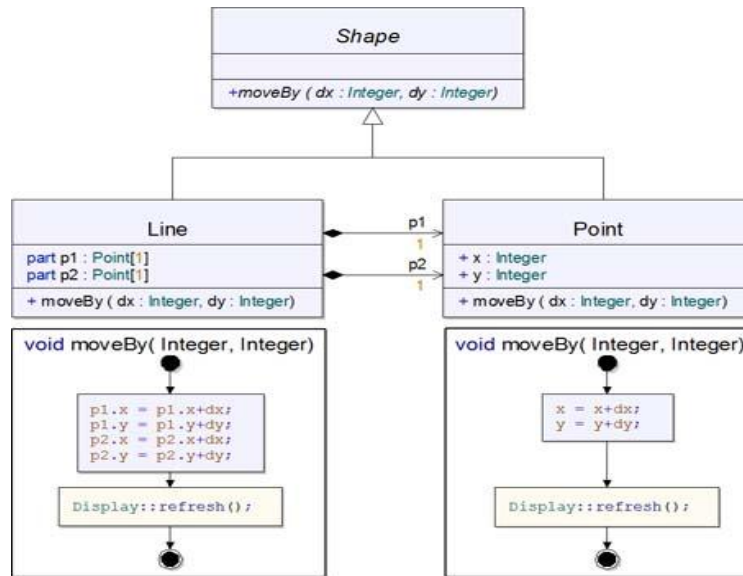 Shape
+moveBy ( dx : Integer, dy : Integer)
Line
part p1 : Point[1]
part p2 : Point[1]
+ moveBy ( dx : Integer, dy : Integer)
p1
1
p2
1
Point
+ x : Integer
+ y : Integer
+ moveBy ( dx : Integer, dy : Integer)
void moveBy( Integer, Integer)
p1.x = p1.x+dx;
p1.y = p1.y+dy;
p2.x = p2.x+dx;
p2.y = p2.y+dy;
Display::refresh();
void moveBy( Integer, Integer)
x = x+dx;
y = y+dy;
Display::refresh();